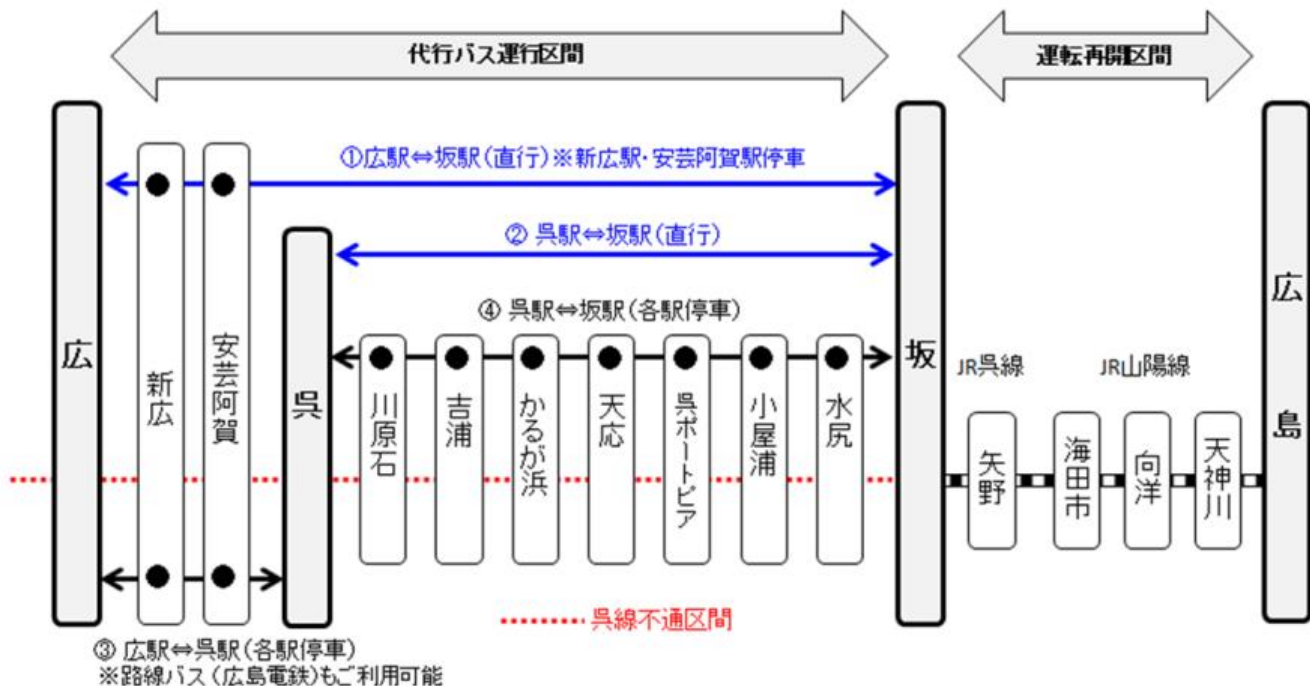 代行バス運行区間
運転再開区間
①広駅⇔坂駅(直行)※新広駅・安芸阿賀駅停車
② 呉駅⇔坂駅(直行)
④ 呉駅⇔坂駅(各駅停車)
広
新広
安芸阿賀
呉
川原石
吉浦
かるが浜
天応
呉ポートピア
小屋浦
水尻
坂
JR呉線
JR山陽線
矢野
海田市
向洋
天神川
広島
呉線不通区間
③ 広駅⇔呉駅(各駅停車)
※路線バス(広島電鉄)もご利用可能